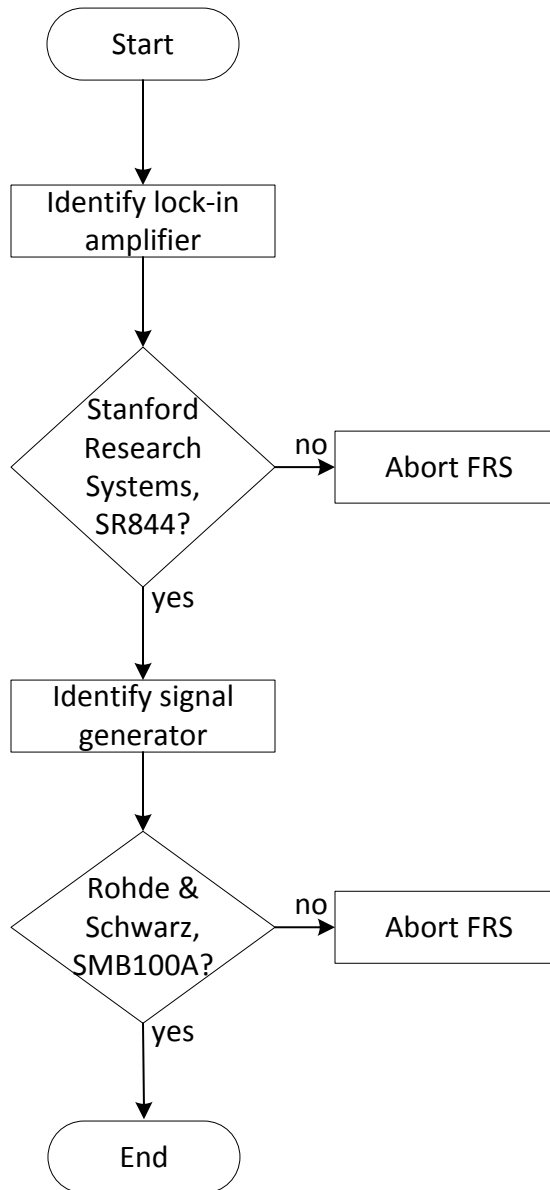 Start
Identify lock-in
amplifier
Stanford
Research
Systems,
SR844?
no
Abort FRS
yes
Identify signal
generator
Rohde &
Schwarz,
SMB100A?
no
Abort FRS
yes
End